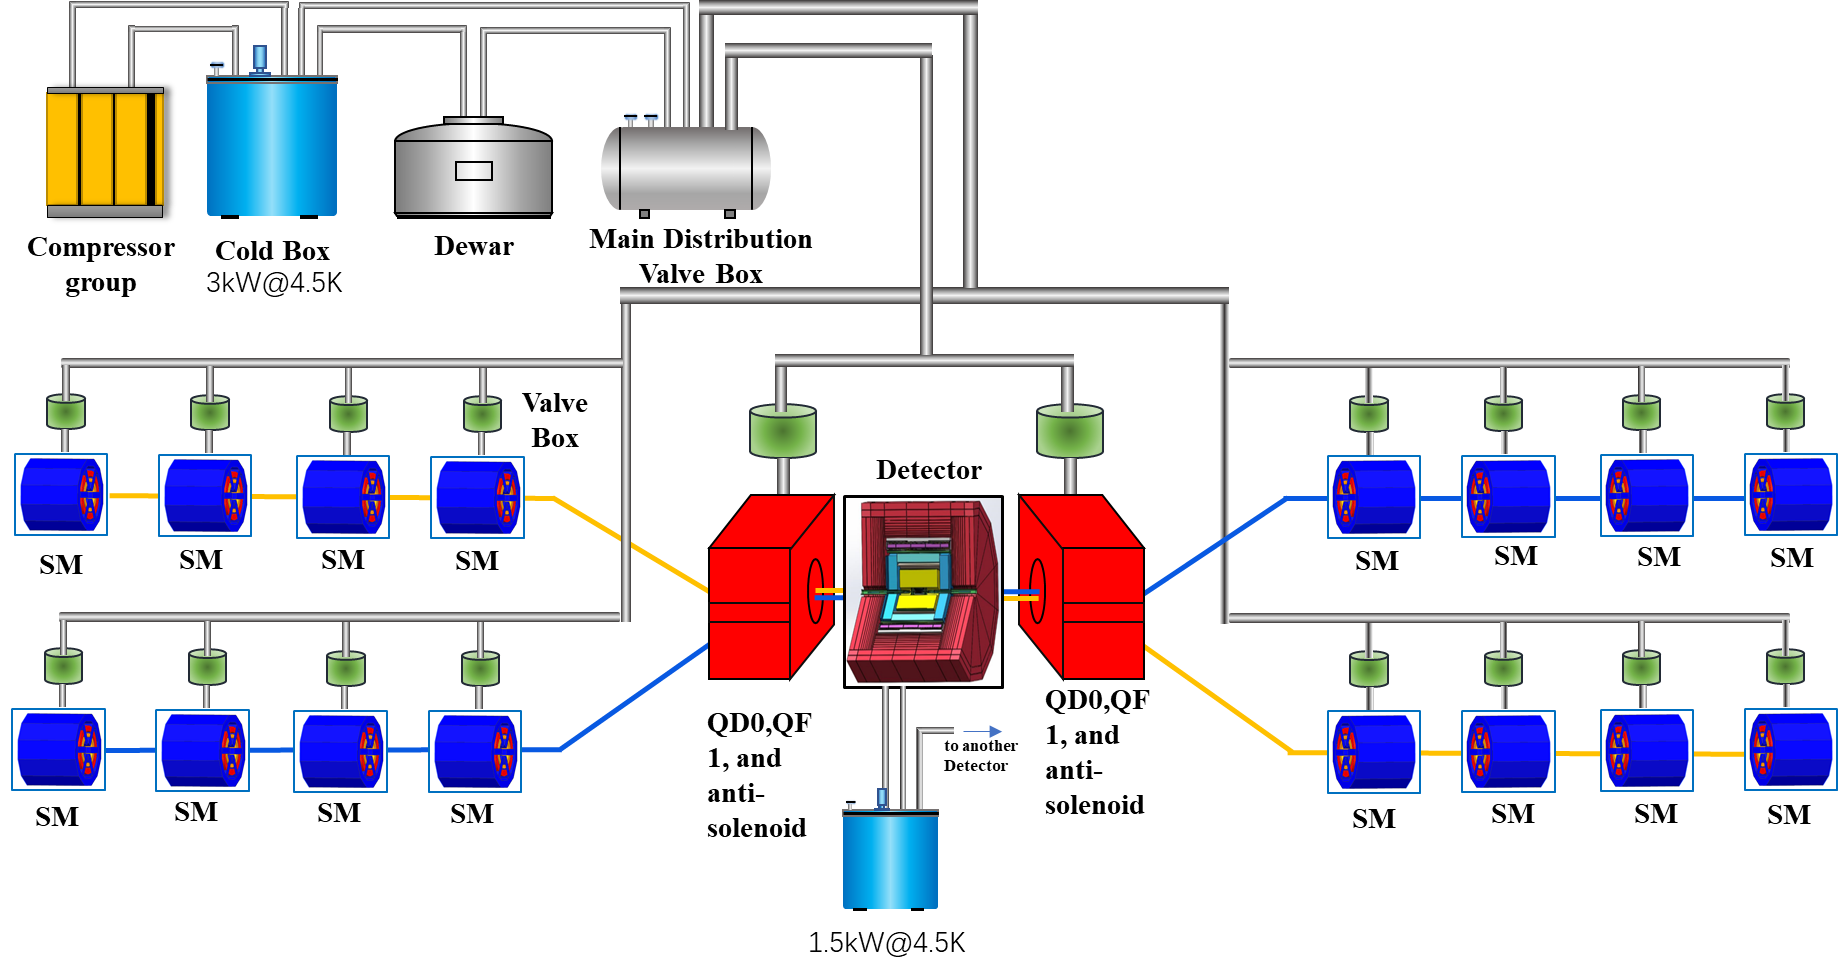 Compressor
group
Cold Box
3kW@4.5K
Dewar
Main Distribution
Valve Box
Valve
Box
Detector
SM
SM
SM
SM
SM
SM
SM
SM
QD0,QF
1, and
anti-
solenoid
QD0,QF
1, and
anti-
solenoid
to another
Detector
SM
SM
SM
SM
SM
SM
SM
SM
1.5kW@4.5K